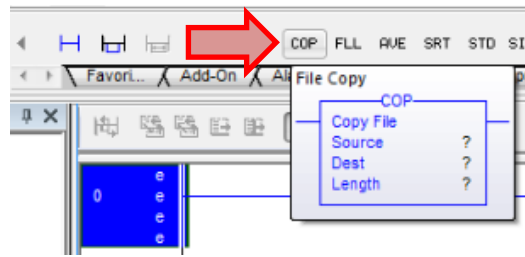 COP FLL AVE SRT STD
Favori... Add-On
File Copy
COP
Copy File
Source ?
Dest ?
Length ?
0
e
e
e
e